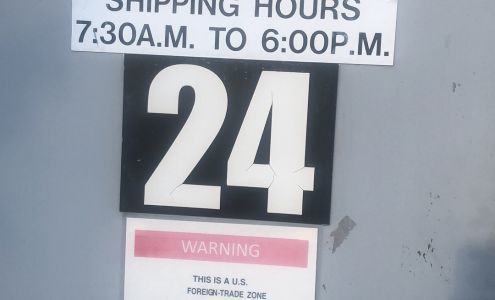 SHIPPING HOURS
7:30A.M. TO 6:00P.M.
24
WARNING
THIS IS A U.S.
FOREIGN-TRADE ZONE